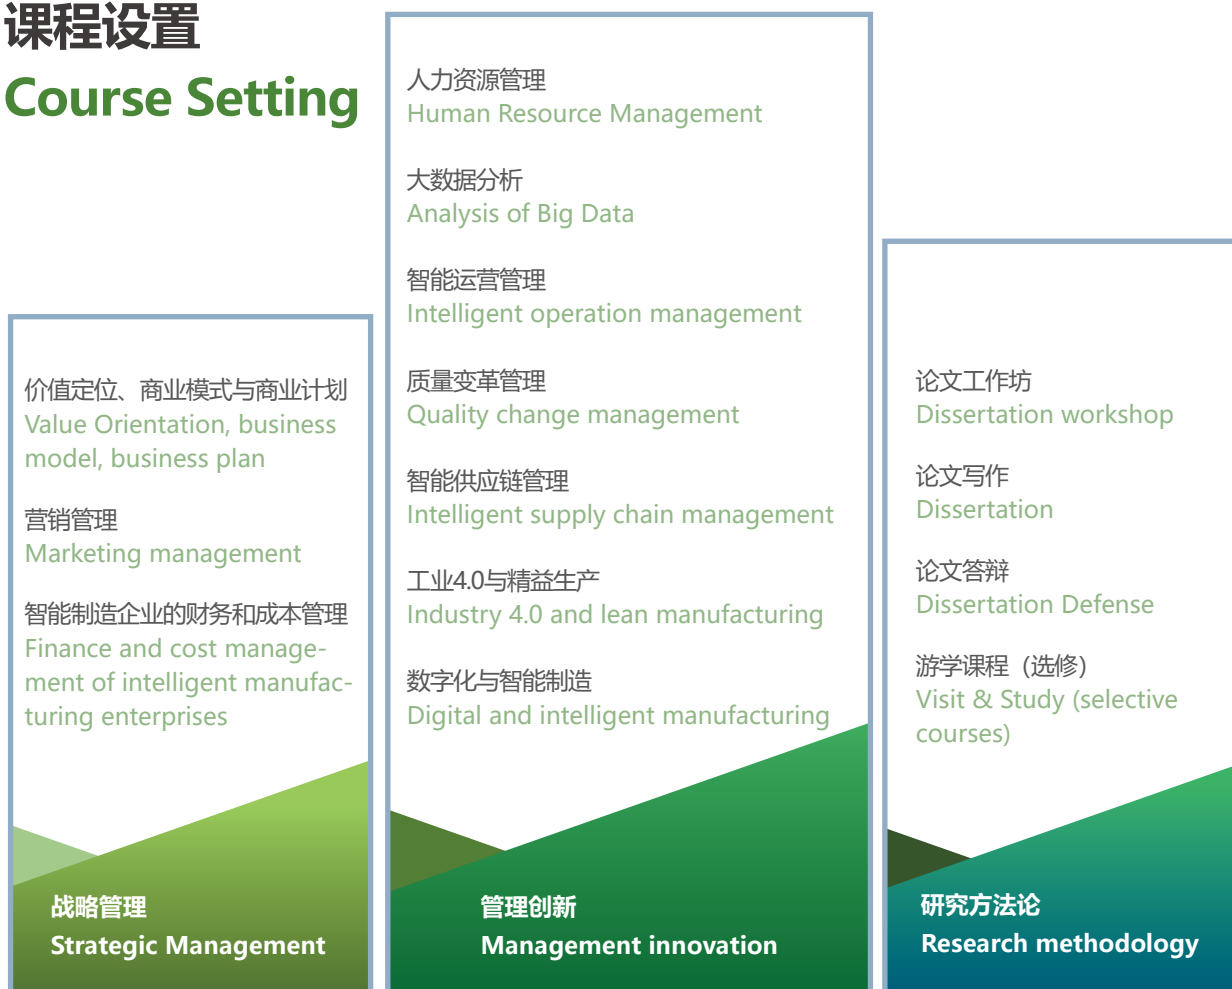 课程设置
Course Setting
价值定位、商业模式与商业计划
Value Orientation, business
model, business plan
营销管理
Marketing management
智能制造企业的财务和成本管理
Finance and cost manage-
ment of intelligent manufac-
turing enterprises
战略管理
Strategic Management
人力资源管理
Human Resource Management
大数据分析
Analysis of Big Data
智能运营管理
Intelligent operation management
质量变革管理
Quality change management
智能供应链管理
Intelligent supply chain management
工业4.0与精益生产
Industry 4.0 and lean manufacturing
数字化与智能制造
Digital and intelligent manufacturing
管理创新
Management innovation
论文工作坊
Dissertation workshop
论文写作
Dissertation
论文答辩
Dissertation Defense
游学课程（选修）
Visit & Study (selective
courses)
研究方法论
Research methodology